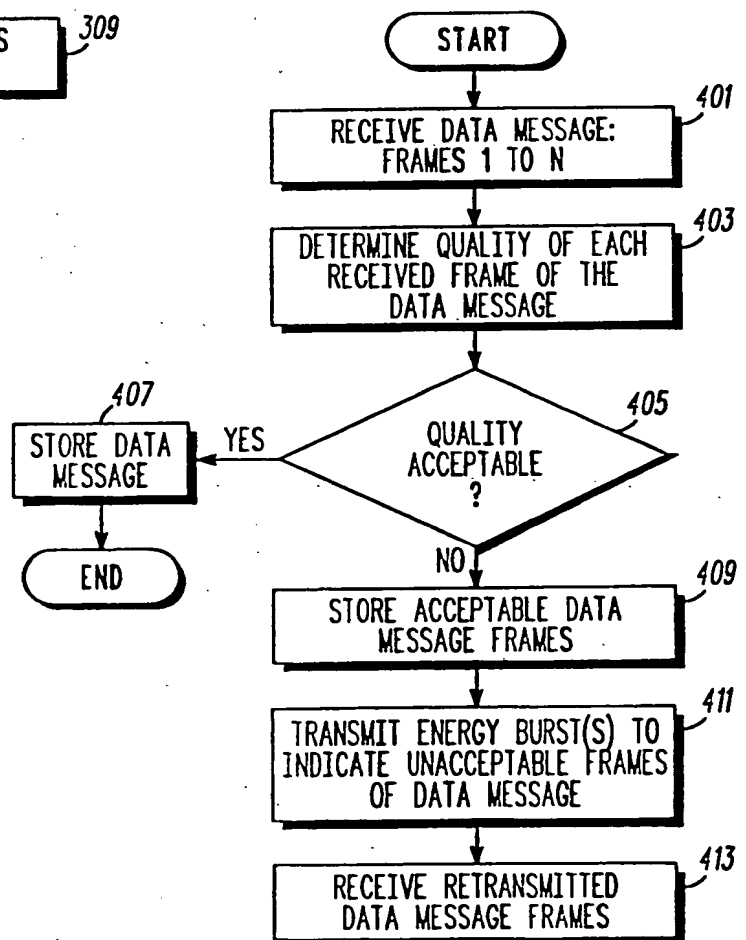 S
309
START
401
RECEIVE DATA MESSAGE:
FRAMES 1 TO N
403
DETERMINE QUALITY OF EACH
RECEIVED FRAME OF THE
DATA MESSAGE
405
QUALITY
ACCEPTABLE
?
YES
407
STORE DATA
MESSAGE
END
NO
409
STORE ACCEPTABLE DATA
MESSAGE FRAMES
411
TRANSMIT ENERGY BURST(S) TO
INDICATE UNACCEPTABLE FRAMES
OF DATA MESSAGE
413
RECEIVE RETRANSMITTED
DATA MESSAGE FRAMES